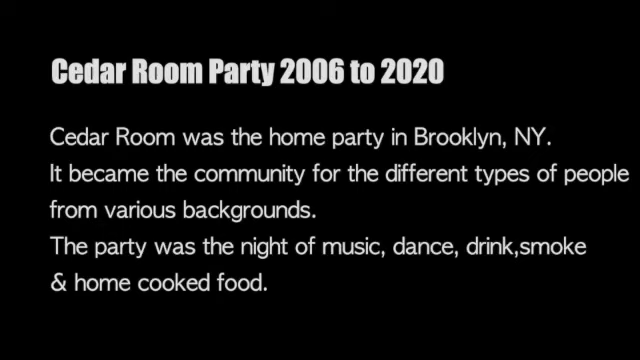 Cedar Room Party 2006 to 2020
Cedar Room was the home party in Brooklyn, NY.
It became the community for the different types of people
from various backgrounds.
The party was the night of music, dance, drink,smoke
& home cooked food.